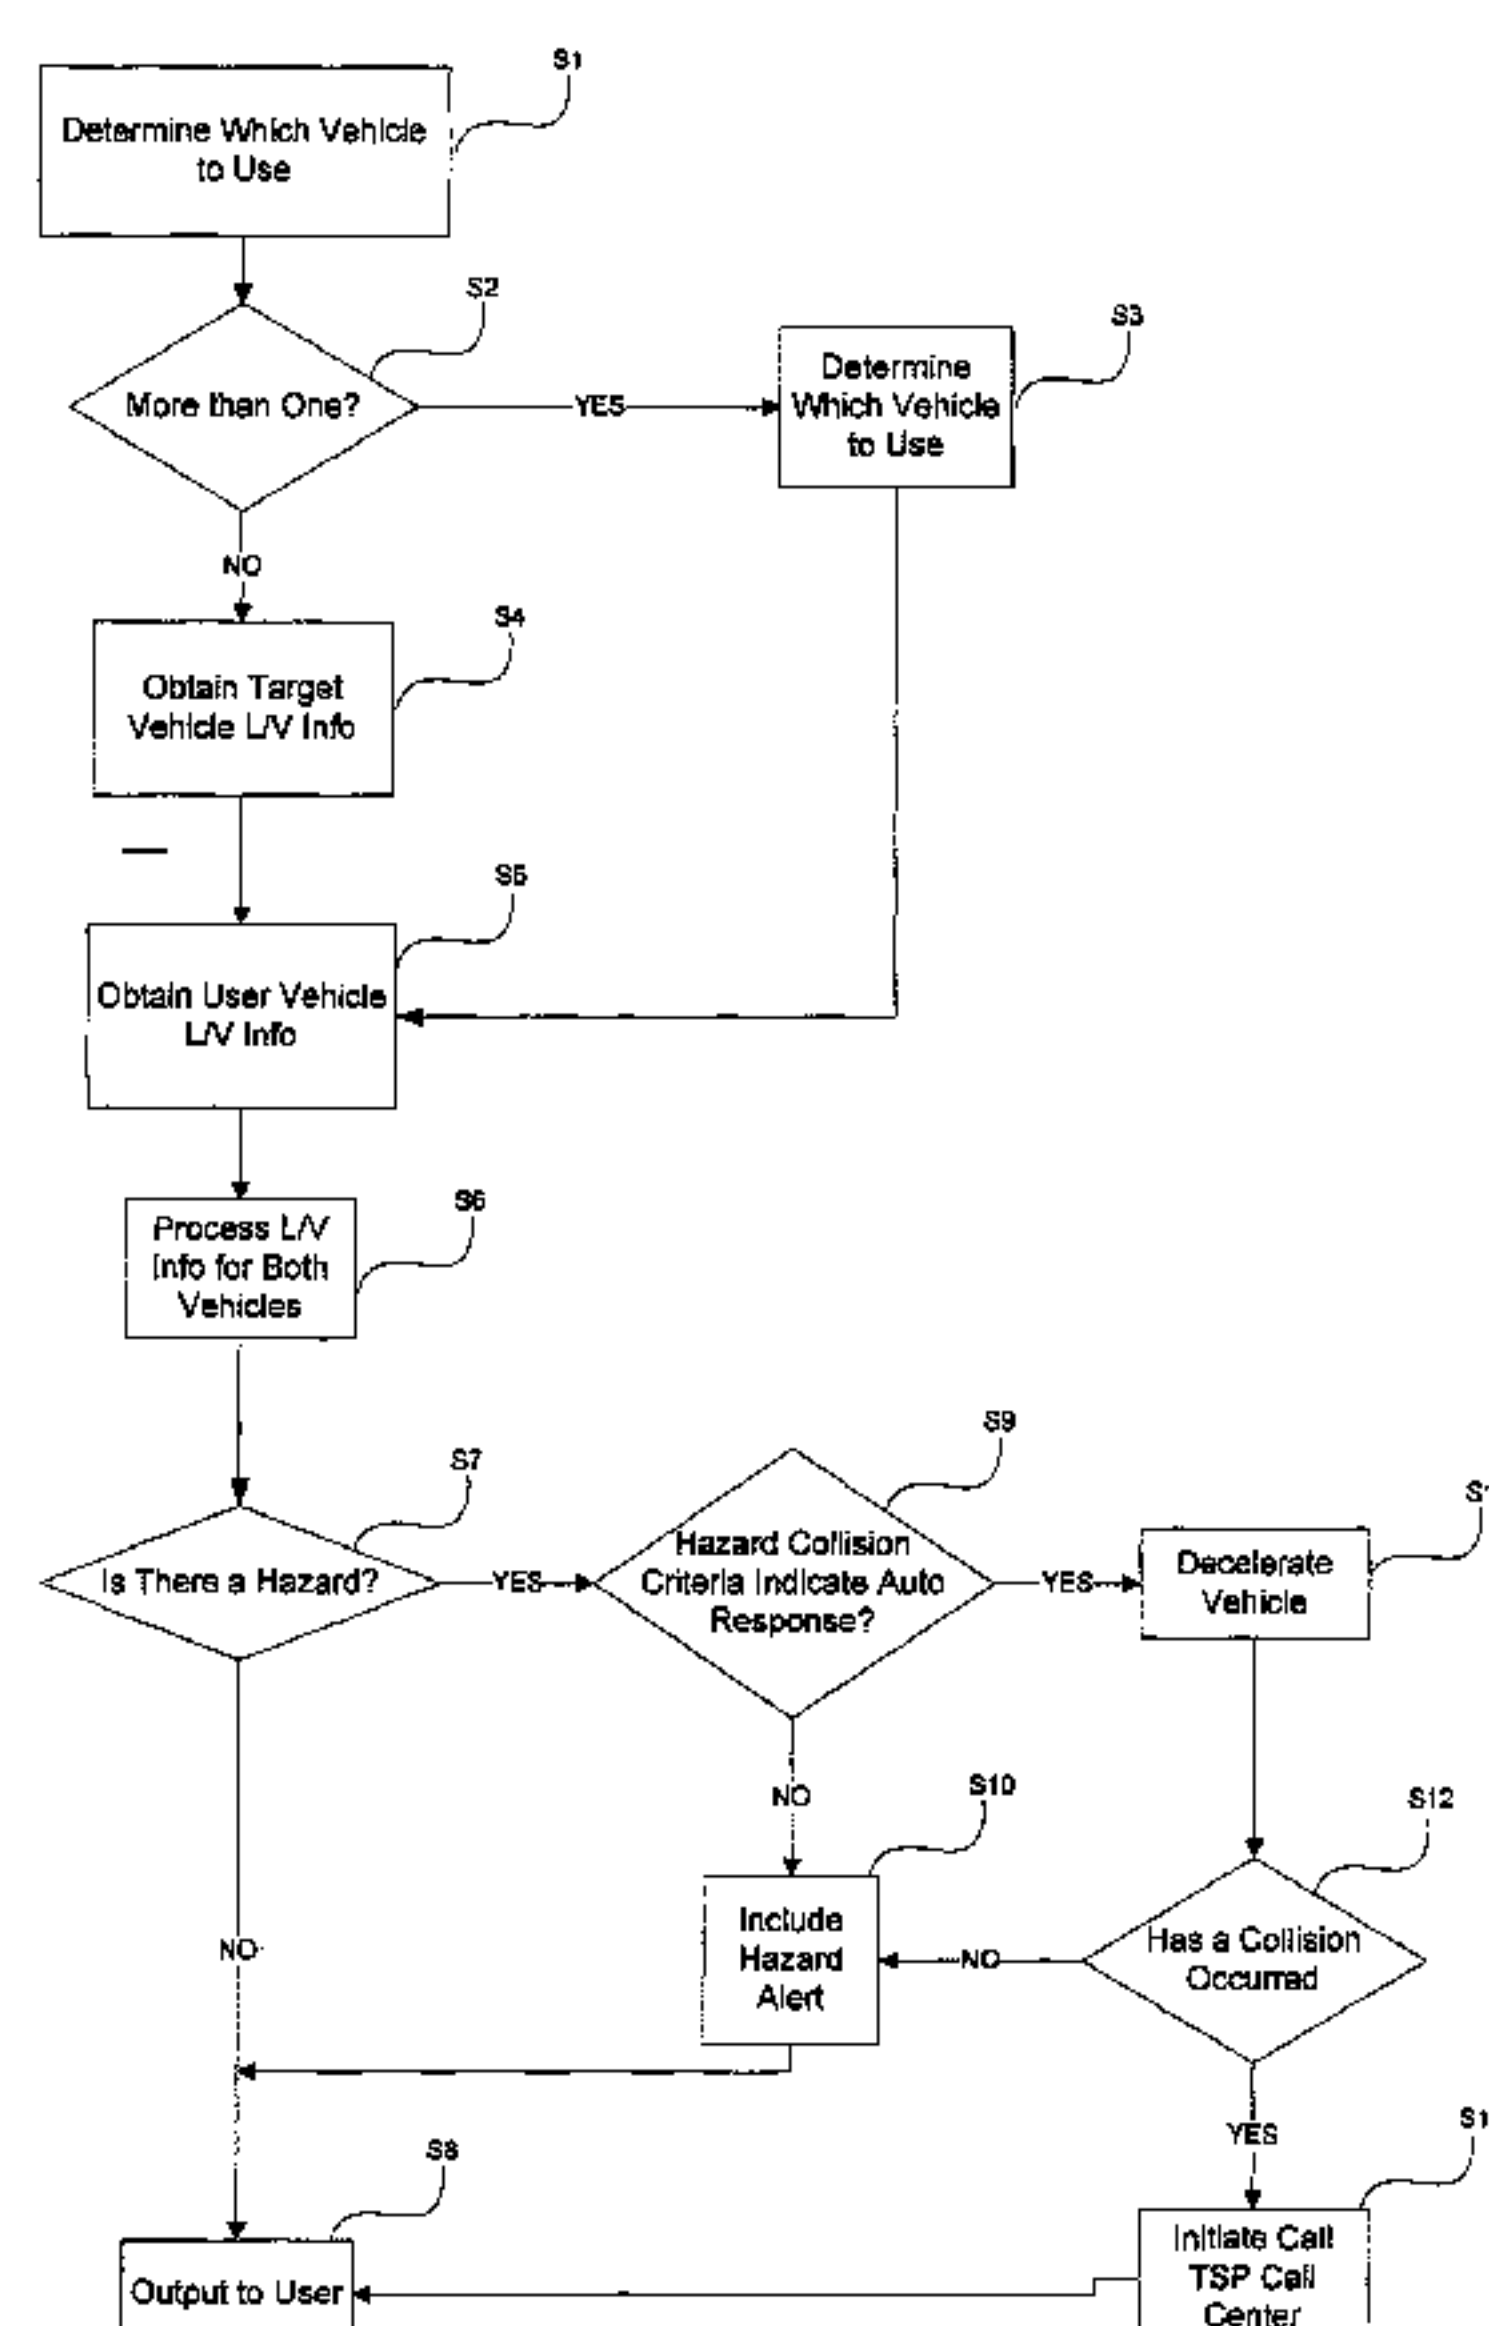 S1
Determine Which Vehicle
to Use
S2
More than One?
YES
S3
Determine
Which Vehicle
to Use
NO
S4
Obtain Target
Vehicle L/V Info
S5
Obtain User Vehicle
L/V Info
S6
Process L/V
Info for Both
Vehicles
S7
Is There a Hazard?
YES
S9
Hazard Collision
Criteria Indicate Auto
Response?
YES
Decelerate
Vehicle
NO
S10
Include
Hazard
Alert
NO
S12
Has a Collision
Occurred
NO
YES
S8
Output to User
S1
Initiate Call
TSP Call
Center